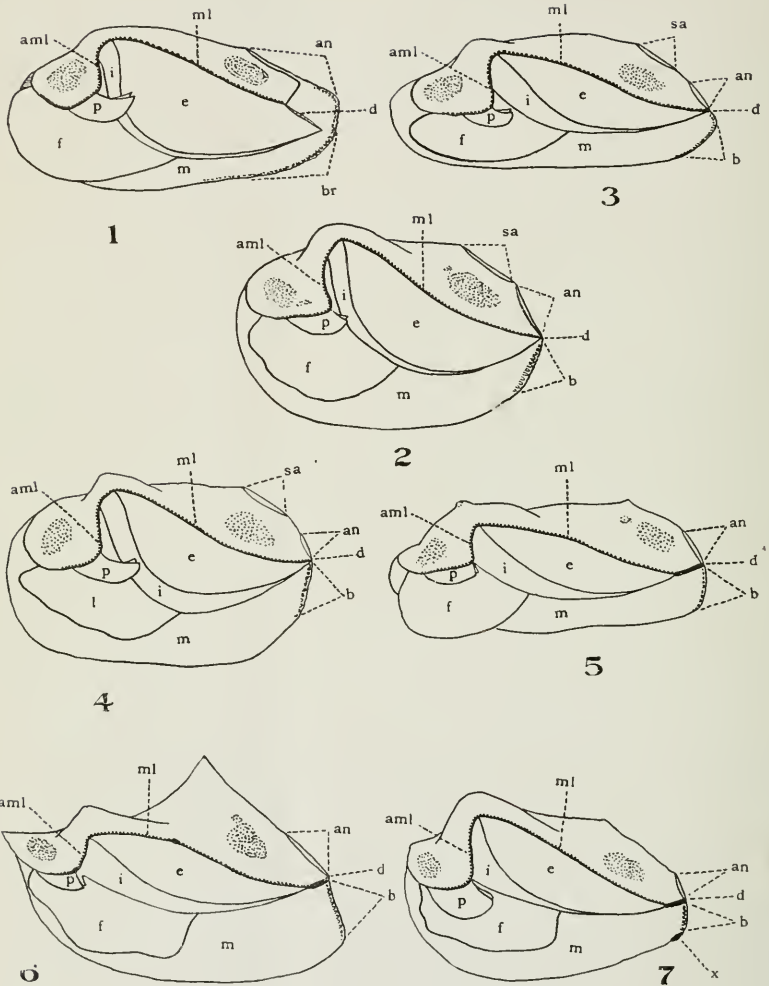 aml ml an
i
p e
f d
m
br
1
aml ml sa
an
i e
p d
f m
b
3
aml ml sa
an
i
p e d
f m
b
2
aml ml sa
an
i e
p d
l i b
m
4
aml ml
an
p i e d
f m b
5
aml ml
an
p i e d
f m b
6
aml ml
an
i e d
p b
f m
x
7